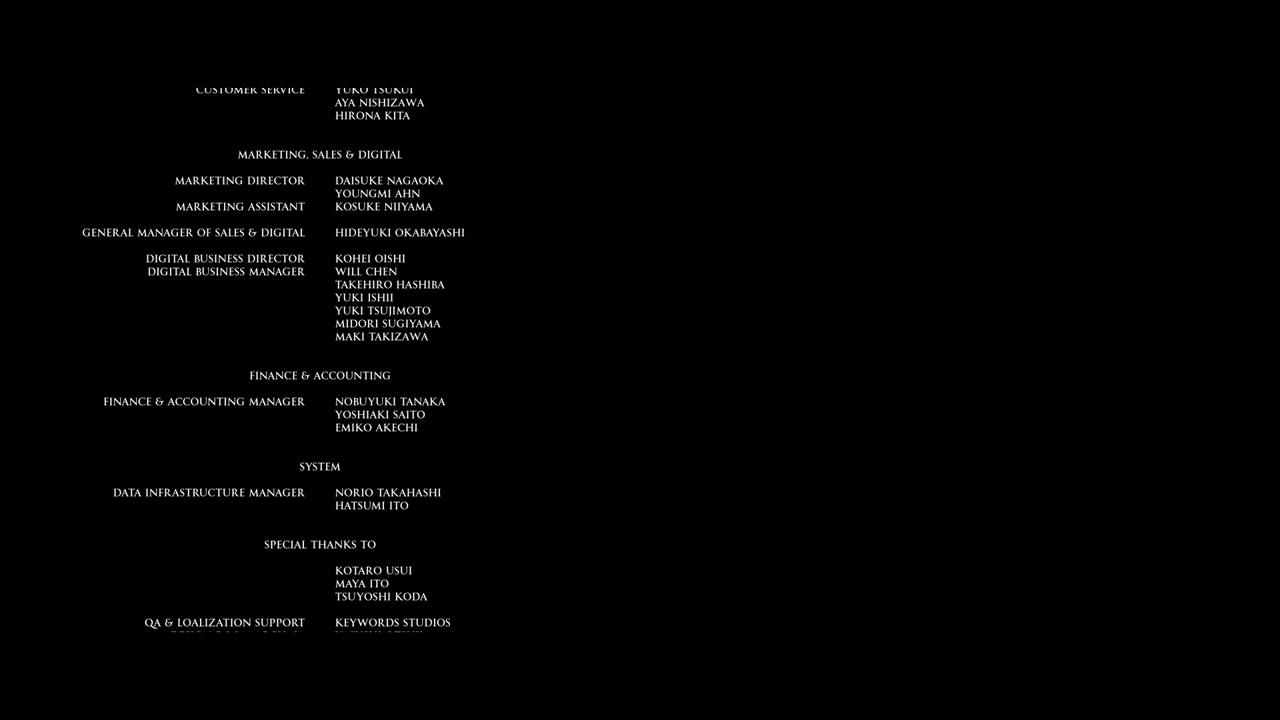 CUSTOMER SERVICE YUKO TSUKUI
AYA NISHIZAWA
HIRONA KITA
MARKETING, SALES & DIGITAL
MARKETING DIRECTOR DAISUKE NAGAOKA
YOUNGMI AHN
MARKETING ASSISTANT KOSUKE NIIYAMA
GENERAL MANAGER OF SALES & DIGITAL HIDEYUKI OKABAYASHI
DIGITAL BUSINESS DIRECTOR KOHEI OISHI
DIGITAL BUSINESS MANAGER WILL CHEN
TAKEHIRO HASHIBA
YUKI ISHII
YUKI TSUJIMOTO
MIDORI SUGIYAMA
MAKI TAKIZAWA
FINANCE & ACCOUNTING
FINANCE & ACCOUNTING MANAGER NOBUYUKI TANAKA
YOSHIAKI SAITO
EMIKO AKECHI
SYSTEM
DATA INFRASTRUCTURE MANAGER NORIO TAKAHASHI
HATSUMI ITO
SPECIAL THANKS TO
KOTARO USUI
MAYA ITO
TSUYOSHI KODA
QA & LOALIZATION SUPPORT KEYWORDS STUDIOS